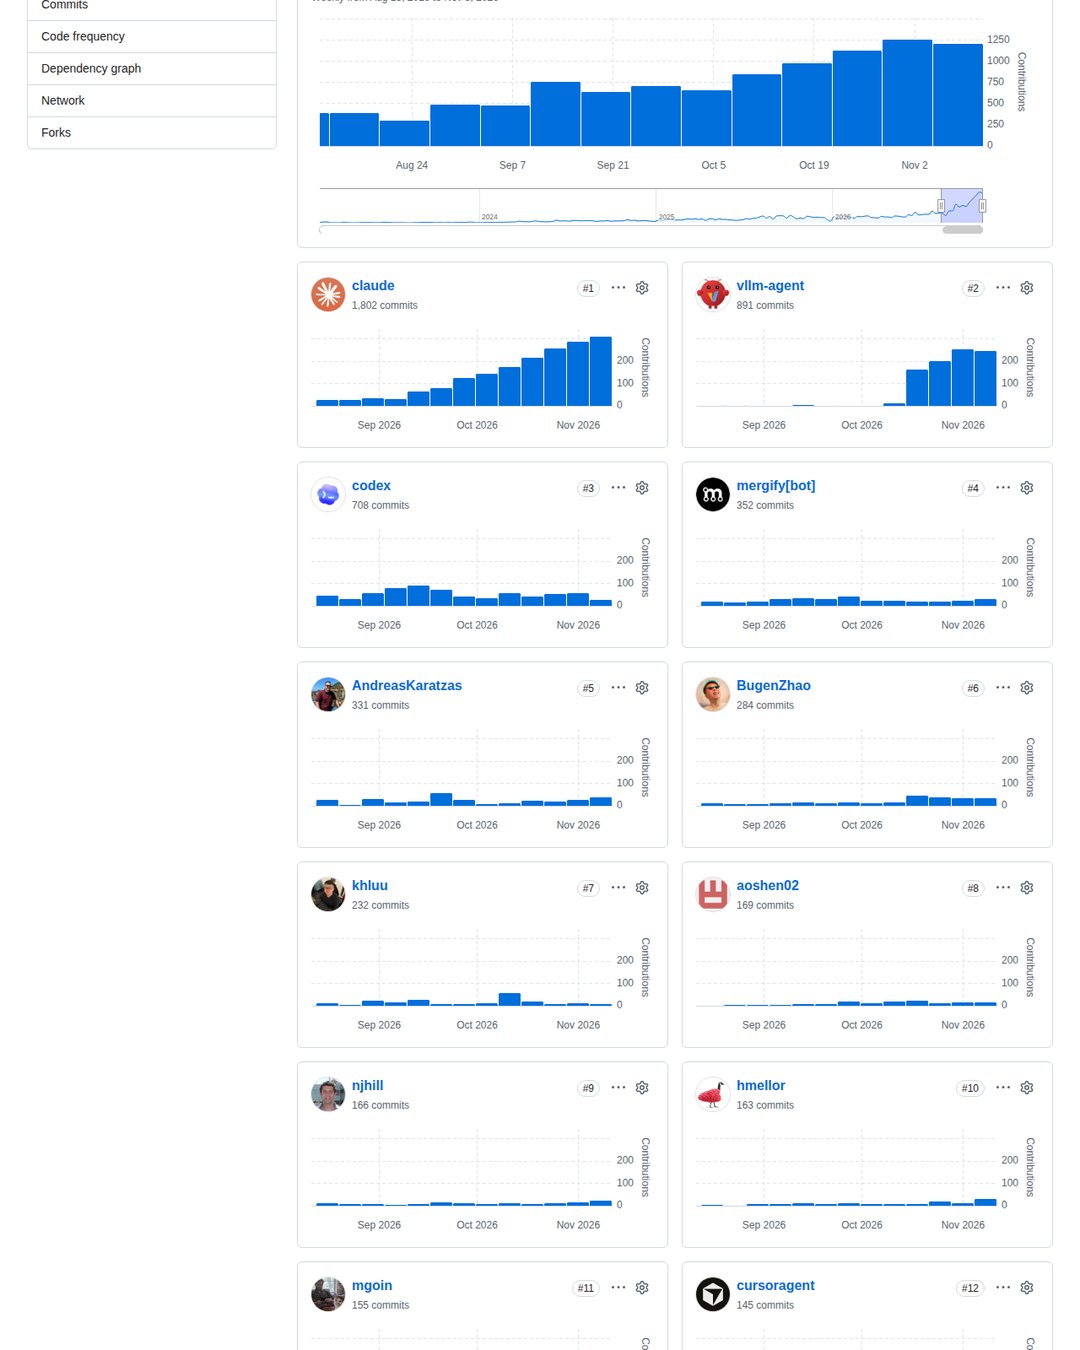 Commits
Code frequency
Dependency graph
Network
Forks
1250
1000
750
500
250
0
Contributions
Aug 24
Sep 7
Sep 21
Oct 5
Oct 19
Nov 2
2024
2025
2026
claude
#1
1,802 commits
200
100
0
Contributions
Sep 2026
Oct 2026
Nov 2026
vllm-agent
#2
891 commits
200
100
0
Contributions
Sep 2026
Oct 2026
Nov 2026
codex
#3
708 commits
200
100
0
Contributions
Sep 2026
Oct 2026
Nov 2026
mergify[bot]
#4
352 commits
200
100
0
Contributions
Sep 2026
Oct 2026
Nov 2026
AndreasKaratzas
#5
331 commits
200
100
0
Contributions
Sep 2026
Oct 2026
Nov 2026
BugenZhao
#6
284 commits
200
100
0
Contributions
Sep 2026
Oct 2026
Nov 2026
khluu
#7
232 commits
200
100
0
Contributions
Sep 2026
Oct 2026
Nov 2026
aoshen02
#8
169 commits
200
100
0
Contributions
Sep 2026
Oct 2026
Nov 2026
njhill
#9
166 commits
200
100
0
Contributions
Sep 2026
Oct 2026
Nov 2026
hmellor
#10
163 commits
200
100
0
Contributions
Sep 2026
Oct 2026
Nov 2026
mgoin
#11
155 commits
Co
cursoragent
#12
145 commits
Co